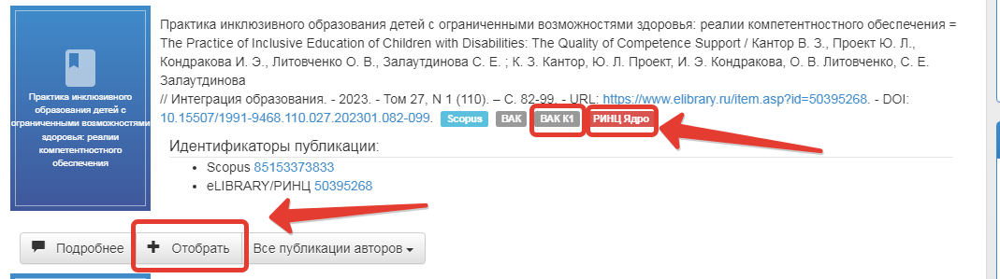 Практика инклюзивного
образования детей с
ограниченными возможностями
здоровья: реалии
компетентностного
обеспечения
Практика инклюзивного образования детей с ограниченными возможностями здоровья: реалии компетентностного обеспечения =
The Practice of Inclusive Education of Children with Disabilities: The Quality of Competence Support / Кантор В. З., Проект Ю. Л.,
Кондракова И. Э., Литовченко О. В., Залаутдинова С. Е. ; К. З. Кантор, Ю. Л. Проект, И. Э. Кондракова, О. В. Литовченко, С. Е.
Залаутдинова
// Интеграция образования. - 2023. - Том 27, N 1 (110). – С. 82-99. - URL: https://www.elibrary.ru/item.asp?id=50395268. - DOI:
10.15507/1991-9468.110.027.202301.082-099. Scopus ВАК ВАК К1 РИНЦ Ядро
Идентификаторы публикации:
• Scopus 85153373833
• eLIBRARY/РИНЦ 50395268
Подробнее Отобрать Все публикации авторов